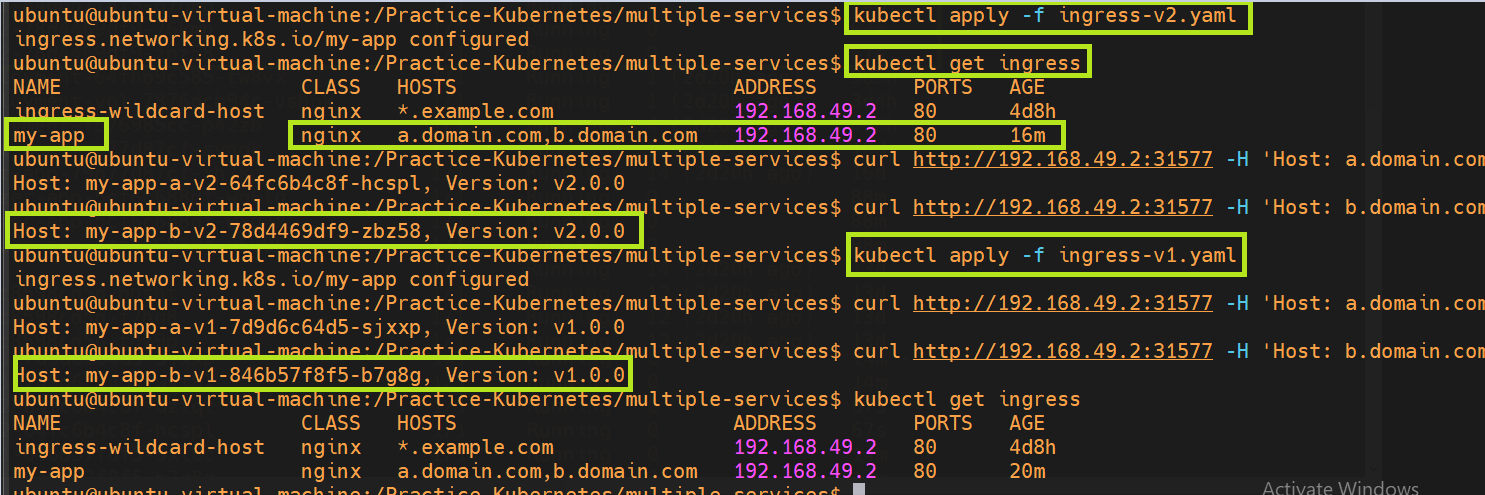 ubuntu@ubuntu-virtual-machine:/Practice-Kubernetes/multiple-services$ kubectl apply -f ingress-v2.yaml
ingress.networking.k8s.io/my-app configured
ubuntu@ubuntu-virtual-machine:/Practice-Kubernetes/multiple-services$ kubectl get ingress
NAME CLASS HOSTS ADDRESS PORTS AGE
ingress-wildcard-host nginx *.example.com 192.168.49.2 80 4d8h
my-app nginx a.domain.com,b.domain.com 192.168.49.2 80 16m
ubuntu@ubuntu-virtual-machine:/Practice-Kubernetes/multiple-services$ curl http://192.168.49.2:31577 -H 'Host: a.domain.com
Host: my-app-a-v2-64fc6b4c8f-hcspl, Version: v2.0.0
ubuntu@ubuntu-virtual-machine:/Practice-Kubernetes/multiple-services$ curl http://192.168.49.2:31577 -H 'Host: b.domain.com
Host: my-app-b-v2-78d4469df9-zbz58, Version: v2.0.0
ubuntu@ubuntu-virtual-machine:/Practice-Kubernetes/multiple-services$ kubectl apply -f ingress-v1.yaml
ingress.networking.k8s.io/my-app configured
ubuntu@ubuntu-virtual-machine:/Practice-Kubernetes/multiple-services$ curl http://192.168.49.2:31577 -H 'Host: a.domain.com
Host: my-app-a-v1-7d9d6c64d5-sjxxp, Version: v1.0.0
ubuntu@ubuntu-virtual-machine:/Practice-Kubernetes/multiple-services$ curl http://192.168.49.2:31577 -H 'Host: b.domain.com
Host: my-app-b-v1-846b57f8f5-b7g8g, Version: v1.0.0
ubuntu@ubuntu-virtual-machine:/Practice-Kubernetes/multiple-services$ kubectl get ingress
NAME CLASS HOSTS ADDRESS PORTS AGE
ingress-wildcard-host nginx *.example.com 192.168.49.2 80 4d8h
my-app nginx a.domain.com,b.domain.com 192.168.49.2 80 20m
ubuntu@ubuntu-virtual-machine:/Practice-Kubernetes/multiple-services$
Activate Windows